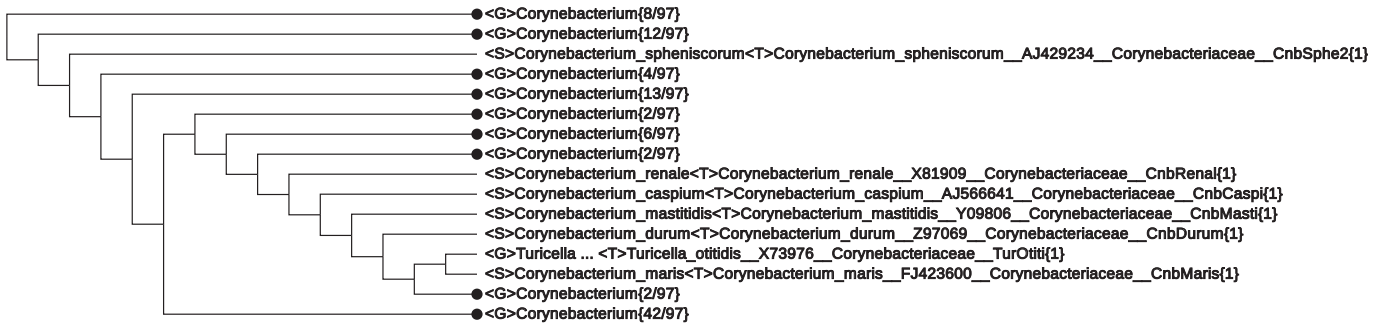 <G>Corynebacterium{8/97}
<G>Corynebacterium{12/97}
<S>Corynebacterium_spheniscorum<T>Corynebacterium_spheniscorum__AJ429234__Corynebacteriaceae__CnbSphe2{1}
<G>Corynebacterium{4/97}
<G>Corynebacterium{13/97}
<G>Corynebacterium{2/97}
<G>Corynebacterium{6/97}
<G>Corynebacterium{2/97}
<S>Corynebacterium_renale<T>Corynebacterium_renale__X81909__Corynebacteriaceae__CnbRenal{1}
<S>Corynebacterium_caspium<T>Corynebacterium_caspium__AJ566641__Corynebacteriaceae__CnbCaspi{1}
<S>Corynebacterium_mastitidis<T>Corynebacterium_mastitidis__Y09806__Corynebacteriaceae__CnbMasti{1}
<S>Corynebacterium_durum<T>Corynebacterium_durum__Z97069__Corynebacteriaceae__CnbDurum{1}
<G>Turicella ... <T>Turicella_otitidis__X73976__Corynebacteriaceae__TurOtiti{1}
<S>Corynebacterium_maris<T>Corynebacterium_maris__FJ423600__Corynebacteriaceae__CnbMaris{1}
<G>Corynebacterium{2/97}
<G>Corynebacterium{42/97}